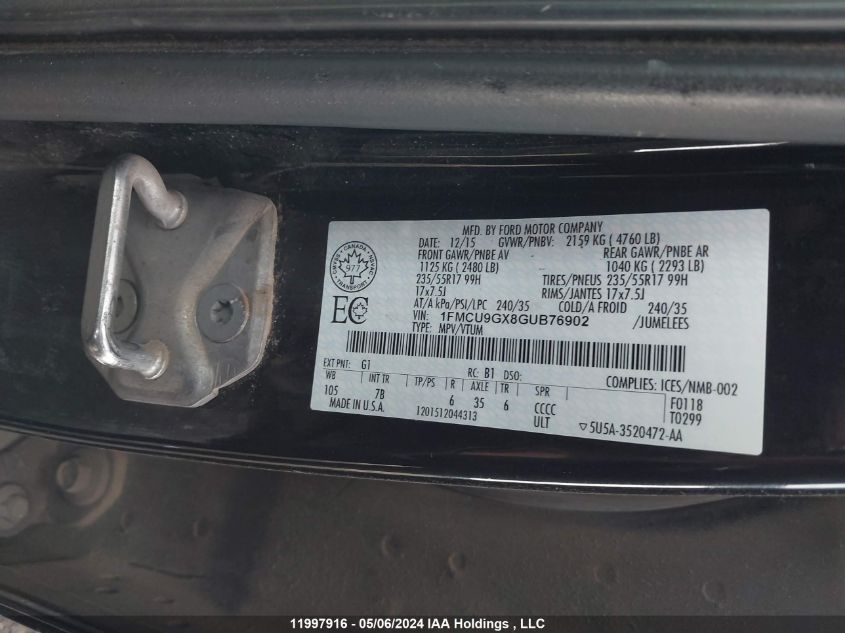 MFD. BY FORD MOTOR COMPANY
DATE: 12/15 GVWR/PNBV: 2159 KG ( 4760 LB)
FRONT GAWR/PNBE AV REAR GAWR/PNBE AR
1125 KG ( 2480 LB) 1040 KG ( 2293 LB)
235/55R17 99H TIRES/PNEUS 235/55R17 99H
17x7.5J RIMS/JANTES 17x7.5J
AT/A kPa/PSI/LPC 240/35 COLD/A FROID 240/35
VIN: 1FMCU9GX8GUB76902 /JUMELEES
TYPE: MPV/VTUM
CANADA
977
TRANSPORT
EC
EXT PNT: G1 RC: B1 DSO: COMPLIES: ICES/NMB-002
WB INT TR TP/PS R AXLE TR SPR F0118
105 7B 6 35 6 CCCC T0299
MADE IN U.S.A. 1201512044313 ULT ▽5U5A-3520472-AA
11997916 - 05/06/2024 IAA Holdings , LLC